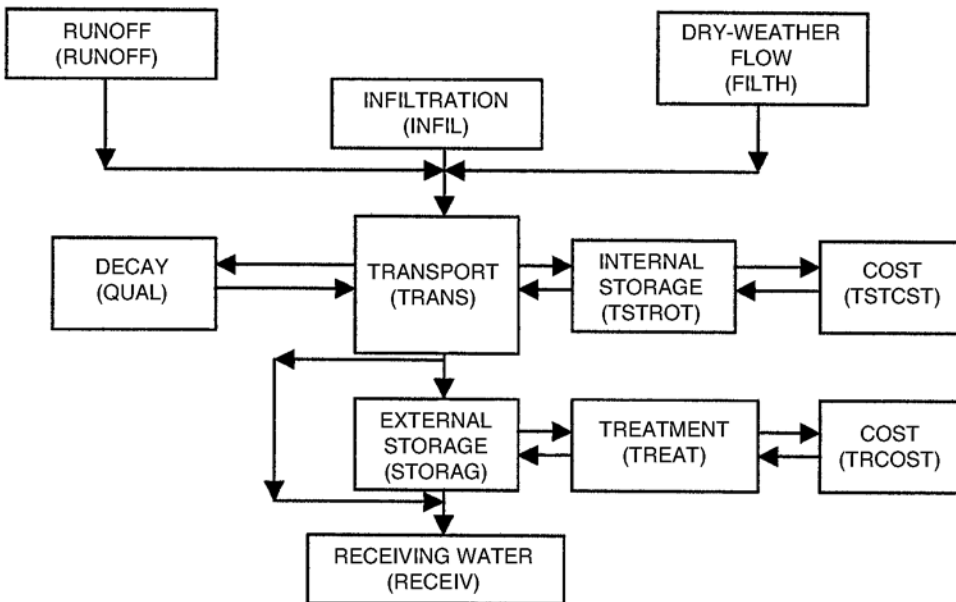 RUNOFF
(RUNOFF)
DRY-WEATHER
FLOW
(FILTH)
INFILTRATION
(INFIL)
DECAY
(QUAL)
TRANSPORT
(TRANS)
INTERNAL
STORAGE
(TSTROT)
COST
(TSTCST)
EXTERNAL
STORAGE
(STORAG)
TREATMENT
(TREAT)
COST
(TRCOST)
RECEIVING WATER
(RECEIV)